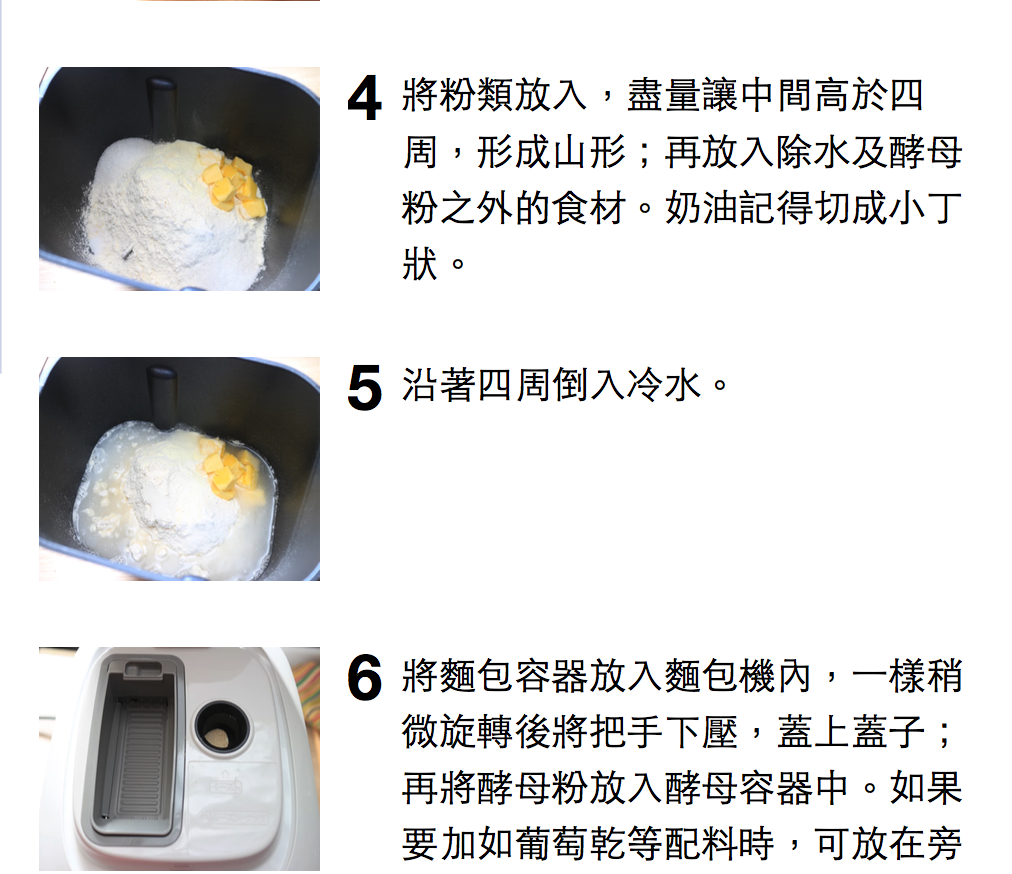 4 將粉類放入，盡量讓中間高於四
周，形成山形；再放入除水及酵母
粉之外的食材。奶油記得切成小丁
狀。
5 沿著四周倒入冷水。
6 將麵包容器放入麵包機內，一樣稍
微旋轉後將把手下壓，蓋上蓋子；
再將酵母粉放入酵母容器中。如果
要加如葡萄乾等配料時，可放在旁